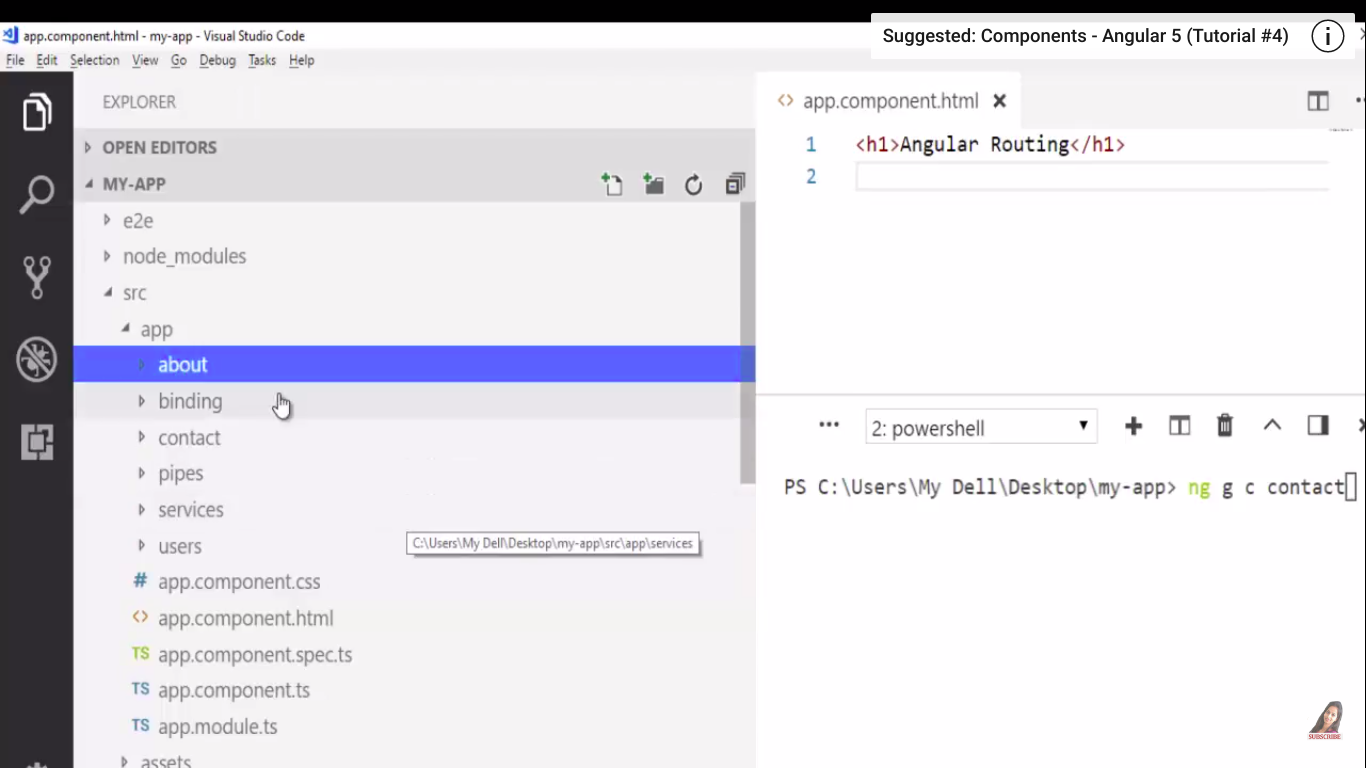 app.component.html - my-app - Visual Studio Code
Suggested: Components - Angular 5 (Tutorial #4)
File Edit Selection View Go Debug Tasks Help
EXPLORER
OPEN EDITORS
MY-APP
e2e
node_modules
src
app
about
binding
contact
pipes
services
users
C:\Users\My Dell\Desktop\my-app\src\app\services
# app.component.css
<> app.component.html
TS app.component.spec.ts
TS app.component.ts
TS app.module.ts
assets
<> app.component.html
1 <h1>Angular Routing</h1>
2
2: powershell
PS C:\Users\My Dell\Desktop\my-app> ng g c contact
SUBSCRIBE